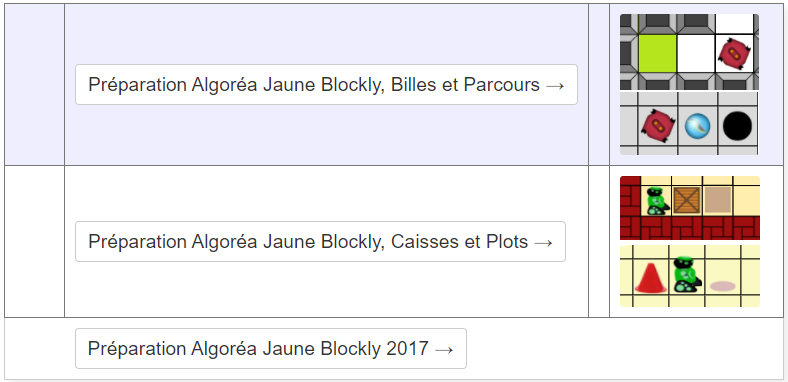 Préparation Algoréa Jaune Blockly, Billes et Parcours →
Préparation Algoréa Jaune Blockly, Caisses et Plots →
Préparation Algoréa Jaune Blockly 2017 →